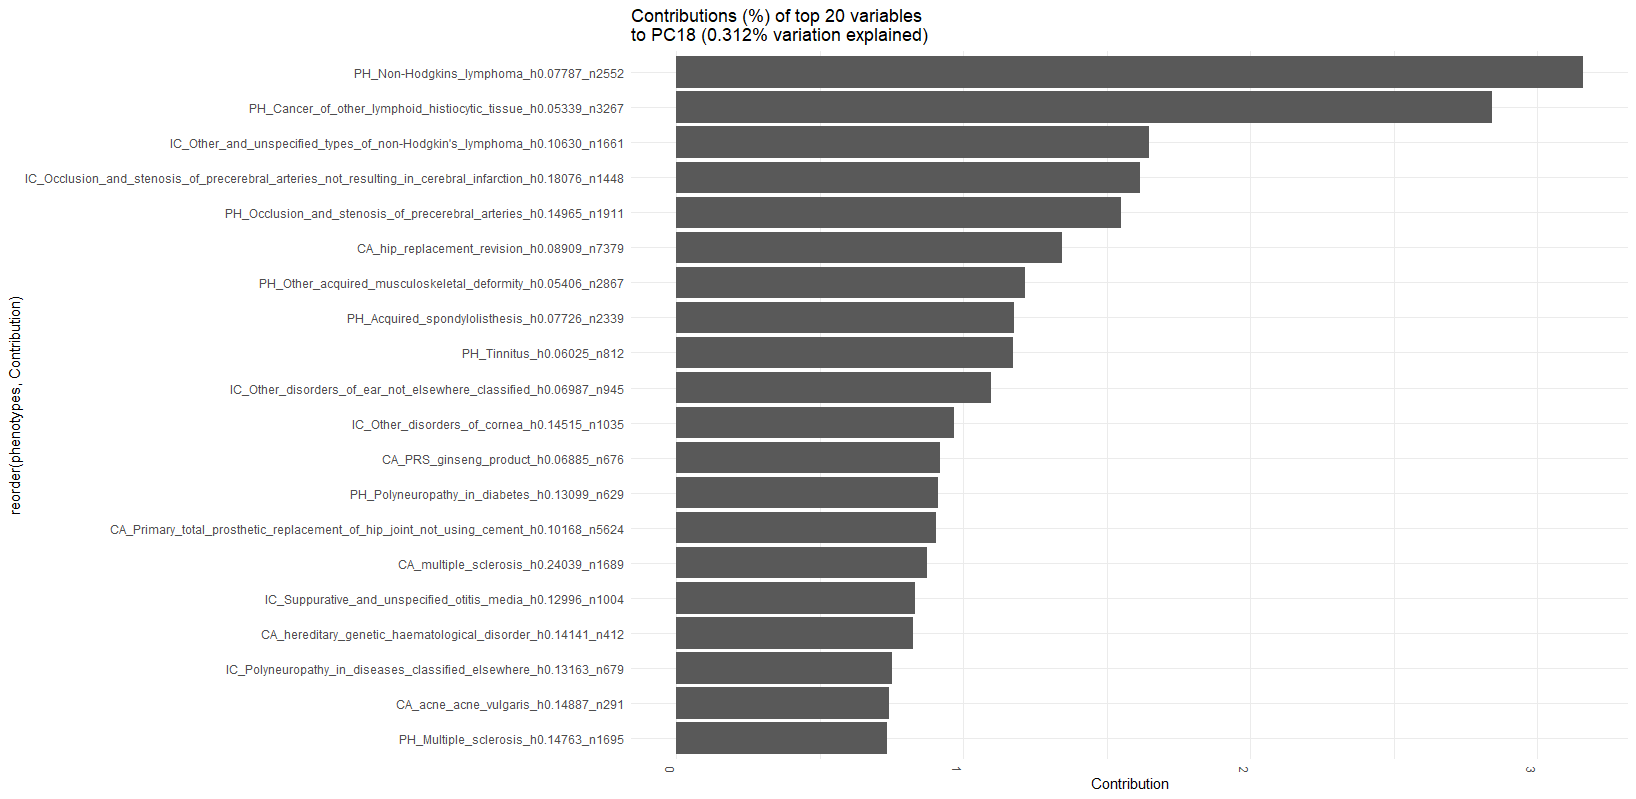 Contributions (%) of top 20 variables
to PC18 (0.312% variation explained)
PH_Non-Hodgkins_lymphoma_h0.07787_n2552
PH_Cancer_of_other_lymphoid_histiocytic_tissue_h0.05339_n3267
IC_Other_and_unspecified_types_of_non-Hodgkin's_lymphoma_h0.10630_n1661
IC_Occlusion_and_stenosis_of_precerebral_arteries_not_resulting_in_cerebral_infarction_h0.18076_n1448
PH_Occlusion_and_stenosis_of_precerebral_arteries_h0.14965_n1911
CA_hip_replacement_revision_h0.08909_n7379
PH_Other_acquired_musculoskeletal_deformity_h0.05406_n2867
PH_Acquired_spondylolisthesis_h0.07726_n2339
PH_Tinnitus_h0.06025_n812
IC_Other_disorders_of_ear_not_elsewhere_classified_h0.06987_n945
IC_Other_disorders_of_cornea_h0.14515_n1035
CA_PRS_ginseng_product_h0.06885_n676
PH_Polyneuropathy_in_diabetes_h0.13099_n629
CA_Primary_total_prosthetic_replacement_of_hip_joint_not_using_cement_h0.10168_n5624
CA_multiple_sclerosis_h0.24039_n1689
IC_Suppurative_and_unspecified_otitis_media_h0.12996_n1004
CA_hereditary_genetic_haematological_disorder_h0.14141_n412
IC_Polyneuropathy_in_diseases_classified_elsewhere_h0.13163_n679
CA_acne_acne_vulgaris_h0.14887_n291
PH_Multiple_sclerosis_h0.14763_n1695
reorder(phenotypes, Contribution)
0 1 2 3
Contribution